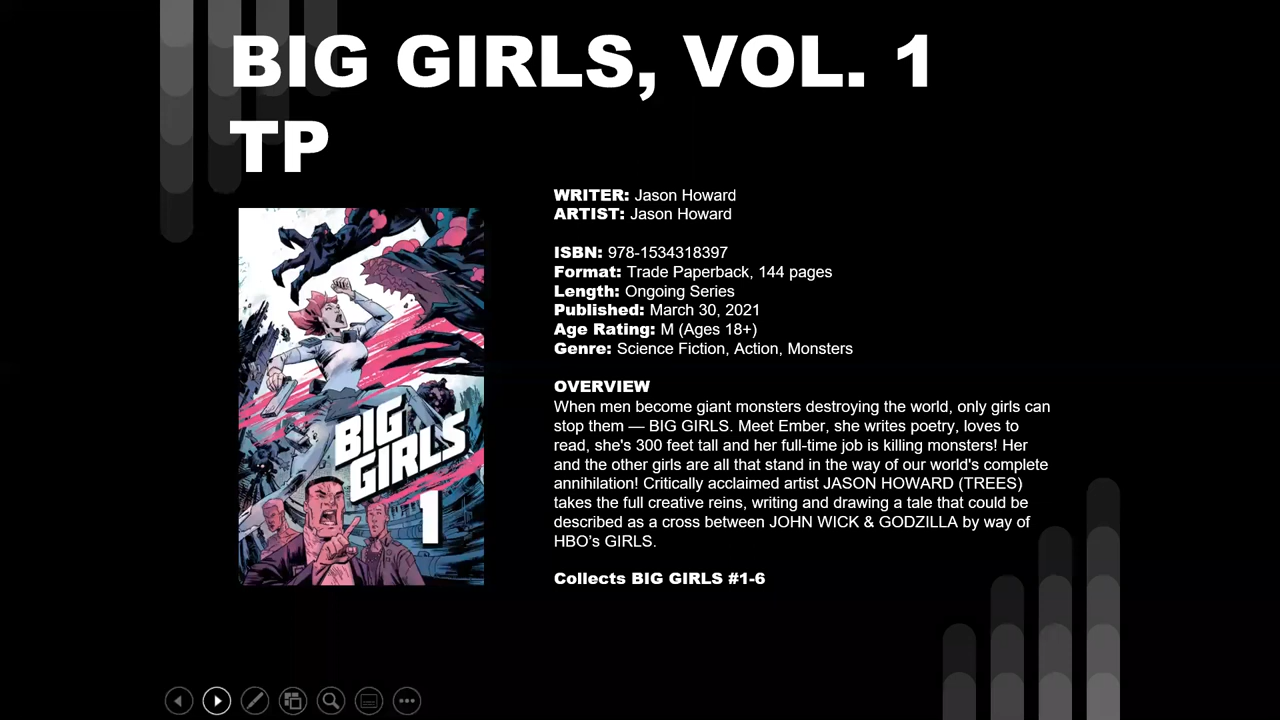 BIG GIRLS, VOL. 1
TP
WRITER: Jason Howard
ARTIST: Jason Howard
ISBN: 978-1534318397
Format: Trade Paperback, 144 pages
Length: Ongoing Series
Published: March 30, 2021
Age Rating: M (Ages 18+)
Genre: Science Fiction, Action, Monsters
OVERVIEW
When men become giant monsters destroying the world, only girls can
stop them — BIG GIRLS. Meet Ember, she writes poetry, loves to
read, she's 300 feet tall and her full-time job is killing monsters! Her
and the other girls are all that stand in the way of our world's complete
annihilation! Critically acclaimed artist JASON HOWARD (TREES)
takes the full creative reins, writing and drawing a tale that could be
described as a cross between JOHN WICK & GODZILLA by way of
HBO's GIRLS.
Collects BIG GIRLS #1-6
BIG
GIRLS
1